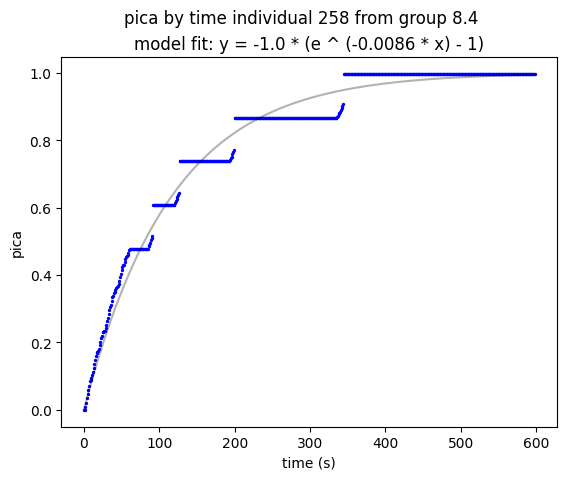 pica by time individual 258 from group 8.4
model fit: y = -1.0 * (e ^ (-0.0086 * x) - 1)
1.0
0.8
0.6
0.4
0.2
0.0
pica
0 100 200 300 400 500 600
time (s)